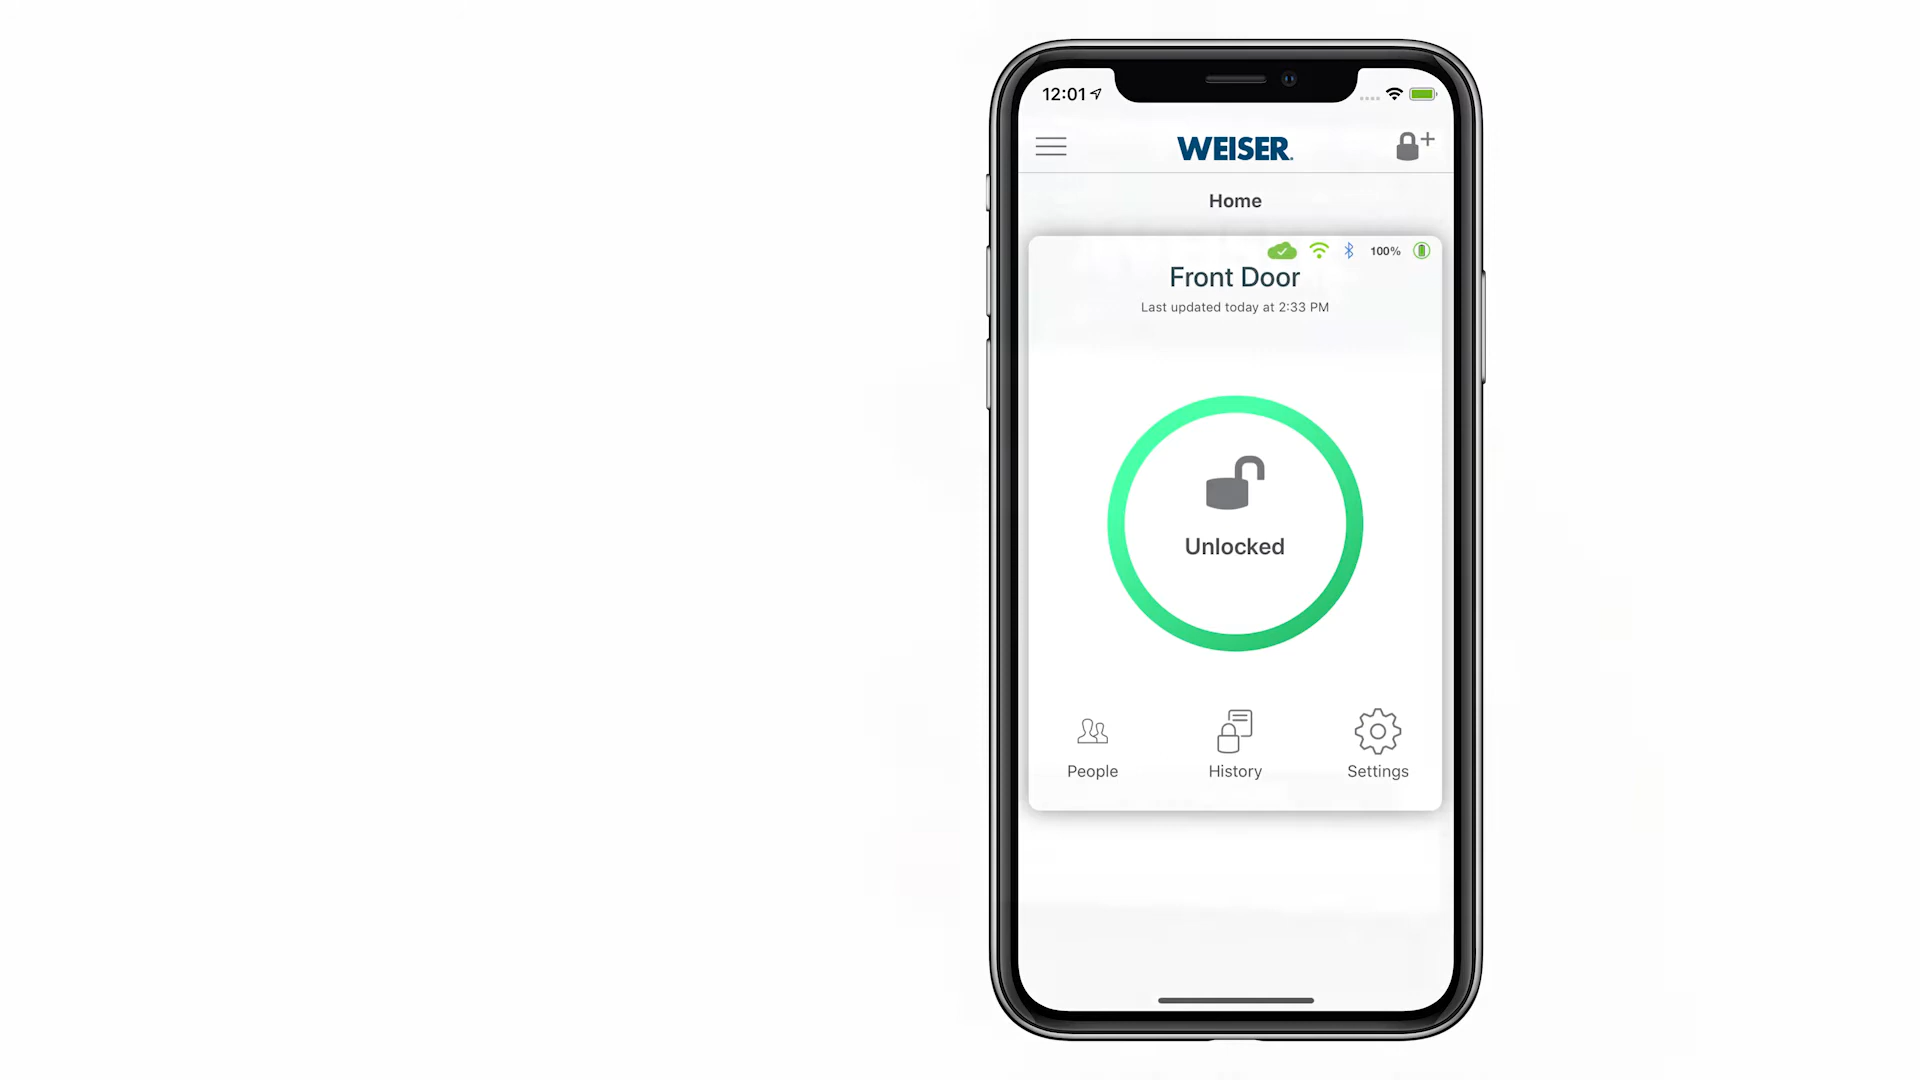 12:01
WEISER
Home
100%
Front Door
Last updated today at 2:33 PM
Unlocked
People
History
Settings